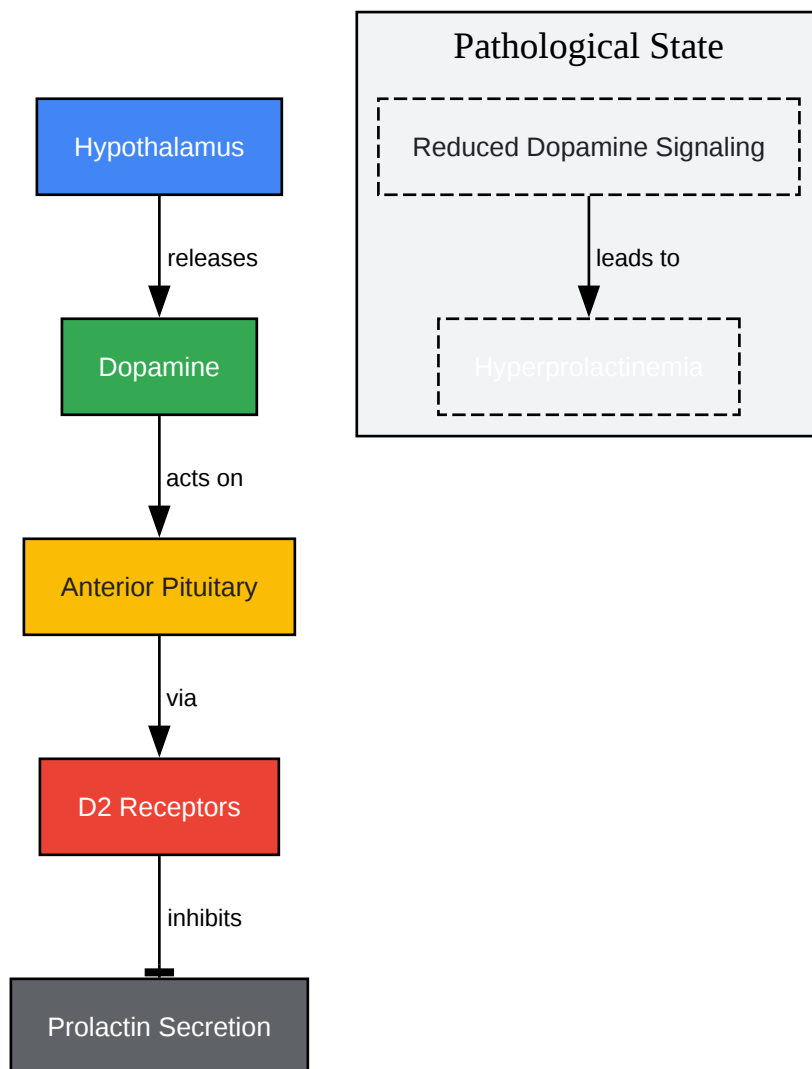 Hypothalamus
releases
Dopamine
acts on
Anterior Pituitary
via
D2 Receptors
inhibits
Prolactin Secretion
Pathological State
Reduced Dopamine Signaling
leads to
Hyperprolactinemia